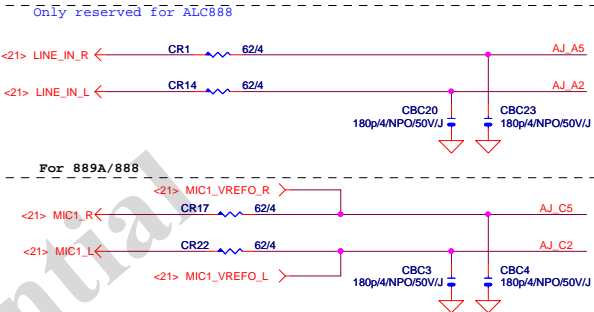 Only reserved for ALC888
<21> LINE_IN_R CR1 62/4 AJ_A5
<21> LINE_IN_L CR14 62/4 AJ_A2
CBC20 CBC23
180p/4/NPO/50V/J 180p/4/NPO/50V/J
For 889A/888
<21> MIC1_VREFO_R
<21> MIC1_R CR17 62/4 AJ_C5
<21> MIC1_L CR22 62/4 AJ_C2
<21> MIC1_VREFO_L
CBC3 CBC4
180p/4/NPO/50V/J 180p/4/NPO/50V/J
ential